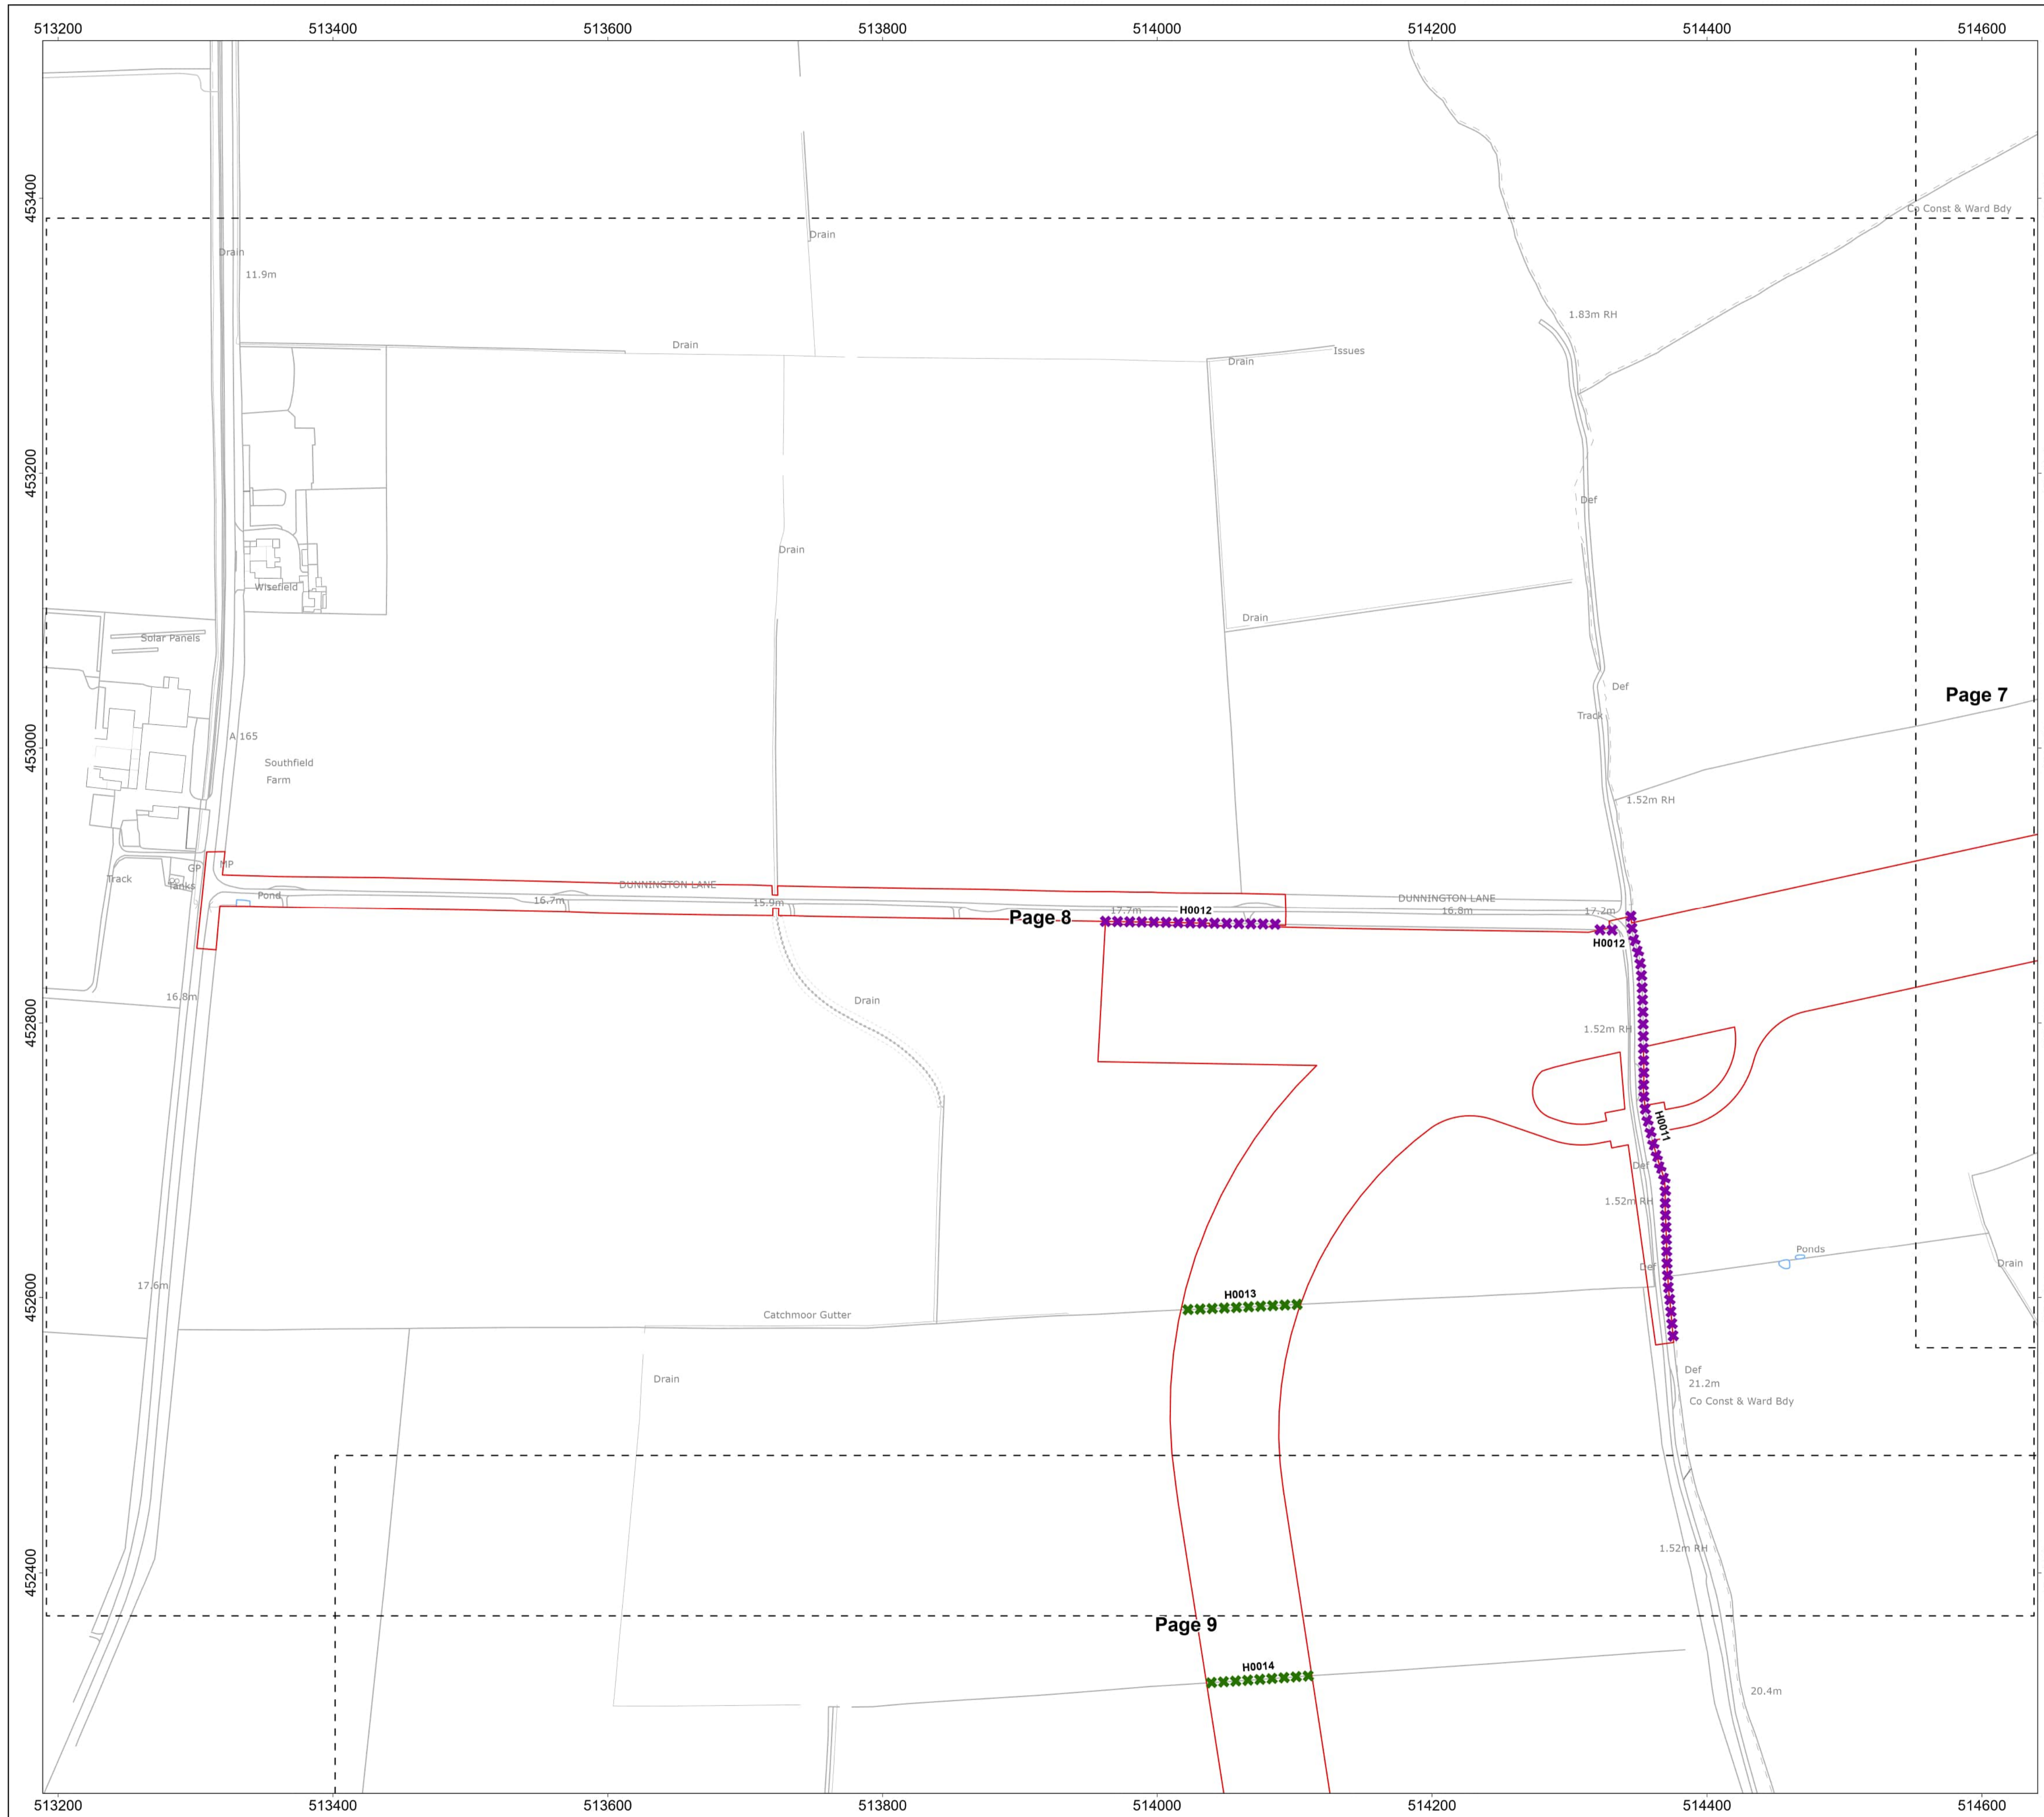 513200 513400 513600 513800 514000 514200 514400 514600
453400
453200
453000
452800
452600
452400
Co Const & Ward Bdy
Drain
Drain
11.9m
1.83m RH
Drain
Issues
Drain
Def
Drain
Wisefield
Drain
Solar Panels
Def
Page 7
Track
A 165
Southfield
Farm
1.52m RH
MP
GP
Track
Tanks
DUNNINGTON LANE
Pond
16.7m
15.9m
DUNNINGTON LANE
17.7m
H0012
16.8m
17.2m
Page 8
H0012
16.8m
Drain
1.52m RH
H0011
Def
1.52m RH
Ponds
Def
Drain
17.6m
H0013
Catchmoor Gutter
Drain
Def
21.2m
Co Const & Ward Bdy
1.52m RH
Page 9
H0014
20.4m
513200 513400 513600 513800 514000 514200 514400 514600